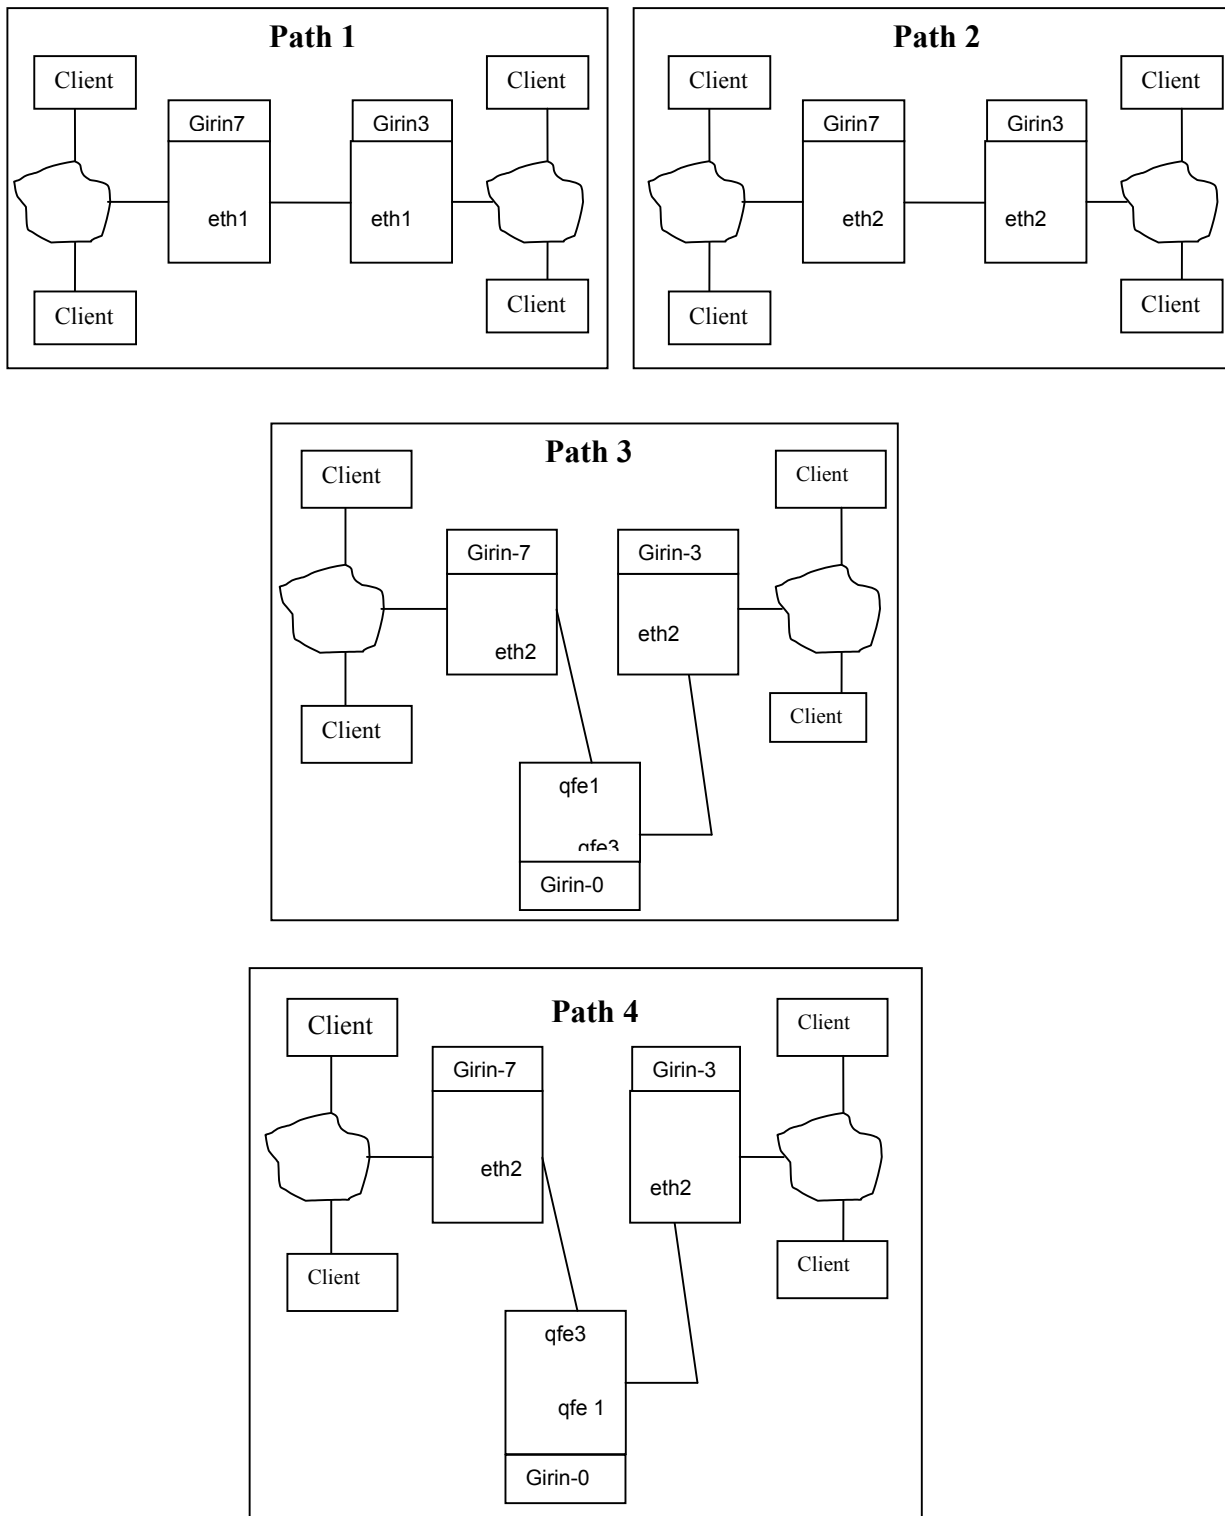 Path 1
Client
Client
Girin7
Girin3
eth1
eth1
Client
Client
Path 2
Client
Client
Girin7
Girin3
eth2
eth2
Client
Client
Path 3
Client
Client
Girin-7
Girin-3
eth2
eth2
Client
Client
qfe1
qfe3
Girin-0
Path 4
Client
Client
Girin-7
Girin-3
eth2
eth2
Client
Client
qfe3
qfe 1
Girin-0